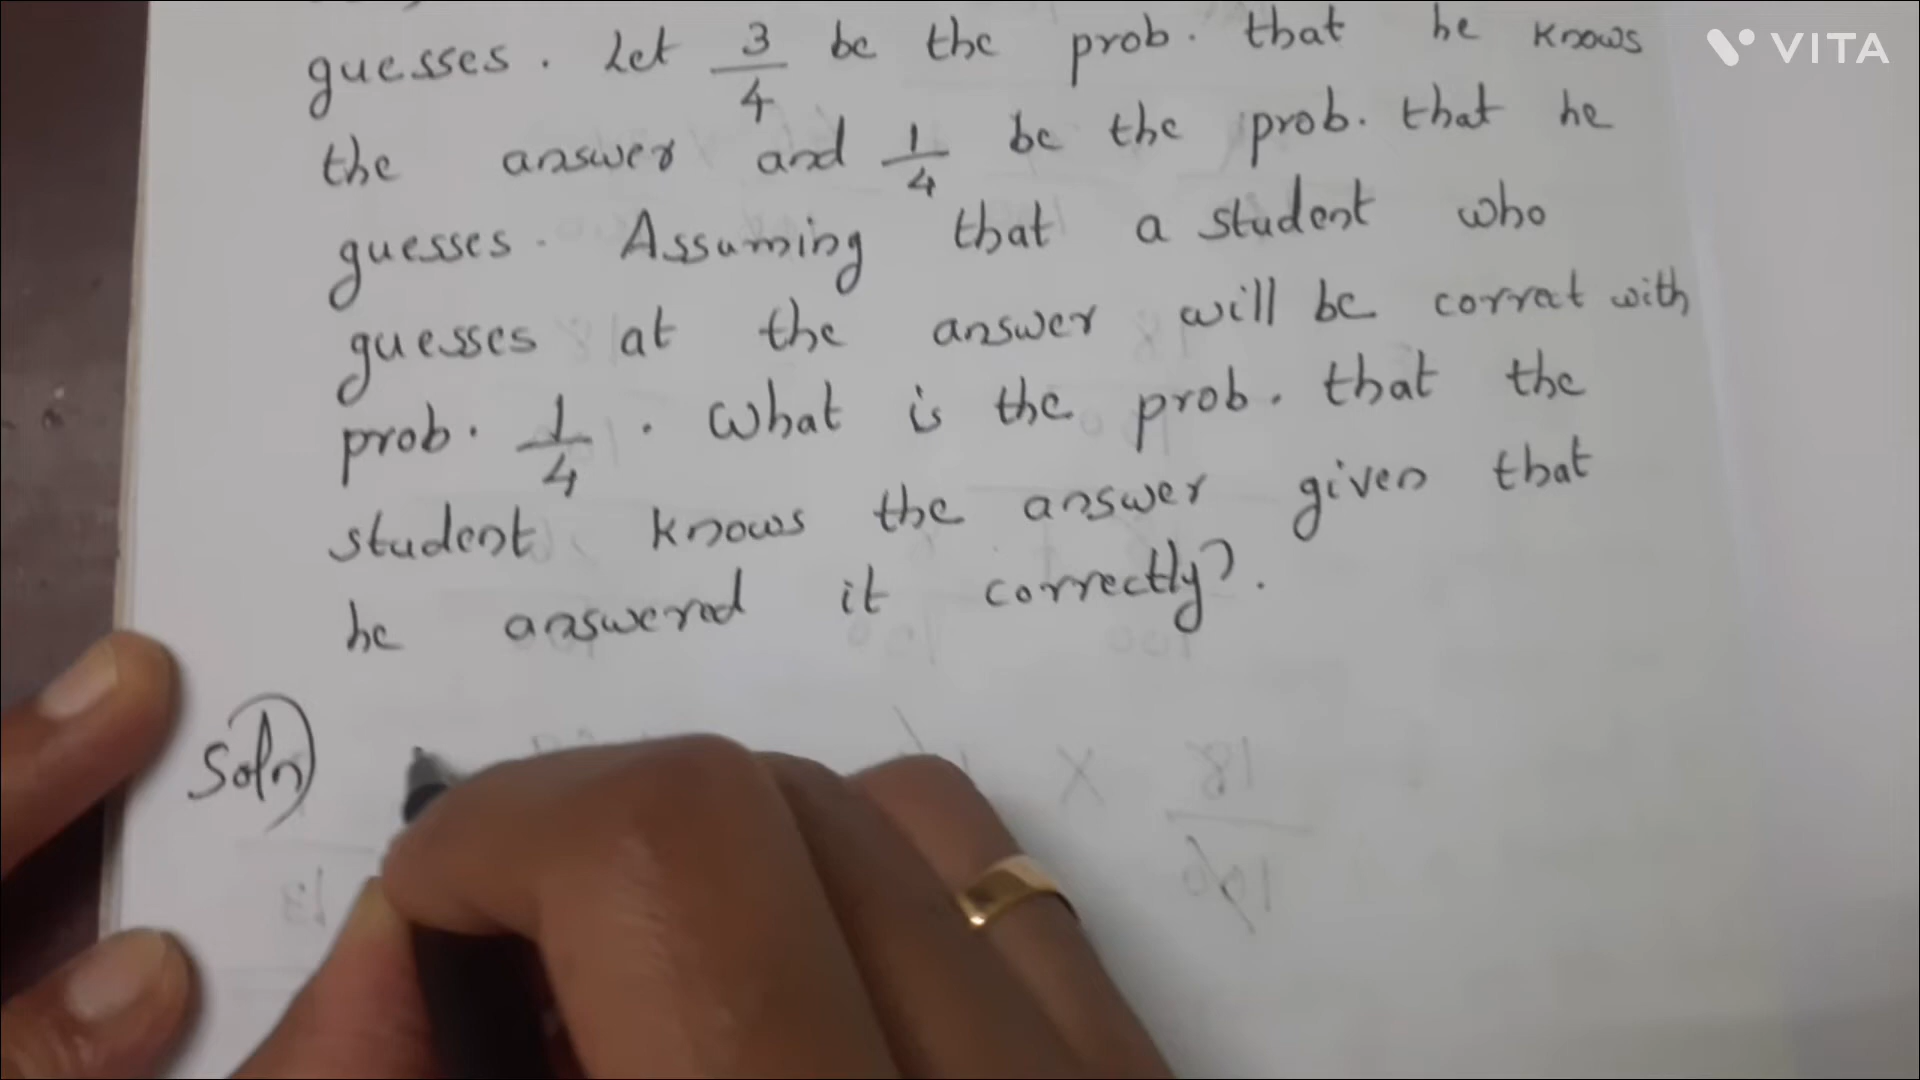 guesses. Let 3/4 be the prob. that he knows
VITA
the answer and 1/4 be the prob. that he
guesses. Assuming that a student who
guesses at the answer will be correct with
prob. 1/4. What is the prob. that the
student knows the answer given that
he answered it correctly?.
Soln)